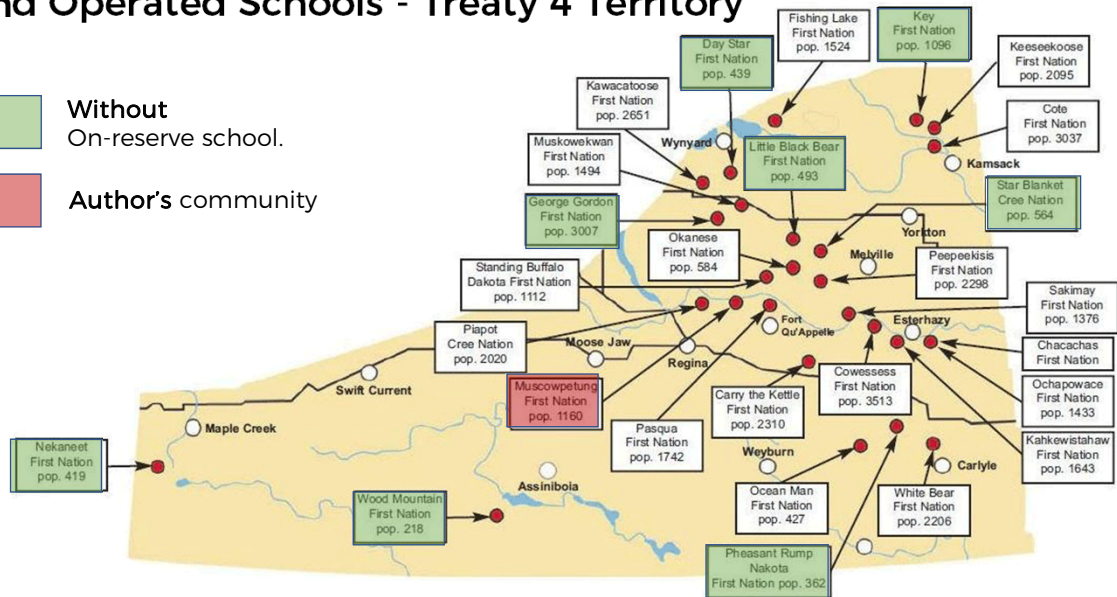 nd Operated Schools - Treaty 4 Territory
Without
On-reserve school.
Author's community
Fishing Lake
First Nation
pop. 1524
Key
First Nation
pop. 1096
Day Star
First Nation
pop. 439
Keeseekoose
First Nation
pop. 2095
Kawacatoose
First Nation
pop. 2651
Cote
First Nation
pop. 3037
Muskowekwan
First Nation
pop. 1494
Wynyard
Little Black Bear
First Nation
pop. 493
Kamsack
Star Blanket
Cree Nation
pop. 564
George Gordon
First Nation
pop. 3007
Yorkton
Okanese
First Nation
pop. 584
Melville
Peepeekisis
First Nation
pop. 2298
Standing Buffalo
Dakota First Nation
pop. 1112
Sakimay
First Nation
pop. 1376
Piapot
Cree Nation
pop. 2020
Fort
Qu'Appelle
Esterhazy
Moose Jaw
Regina
Chacachas
First Nation
Swift Current
Muscowpetung
First Nation
pop. 1160
Carry the Kettle
First Nation
pop. 2310
Cowessess
First Nation
pop. 3513
Ochapowace
First Nation
pop. 1433
Maple Creek
Pasqua
First Nation
pop. 1742
Kahkewistahaw
First Nation
pop. 1643
Nekaneet
First Nation
pop. 419
Weyburn
Carlyle
Assiniboia
Wood Mountain
First Nation
pop. 218
Ocean Man
First Nation
pop. 427
White Bear
First Nation
pop. 2206
Pheasant Rump
Nakota
First Nation pop. 362